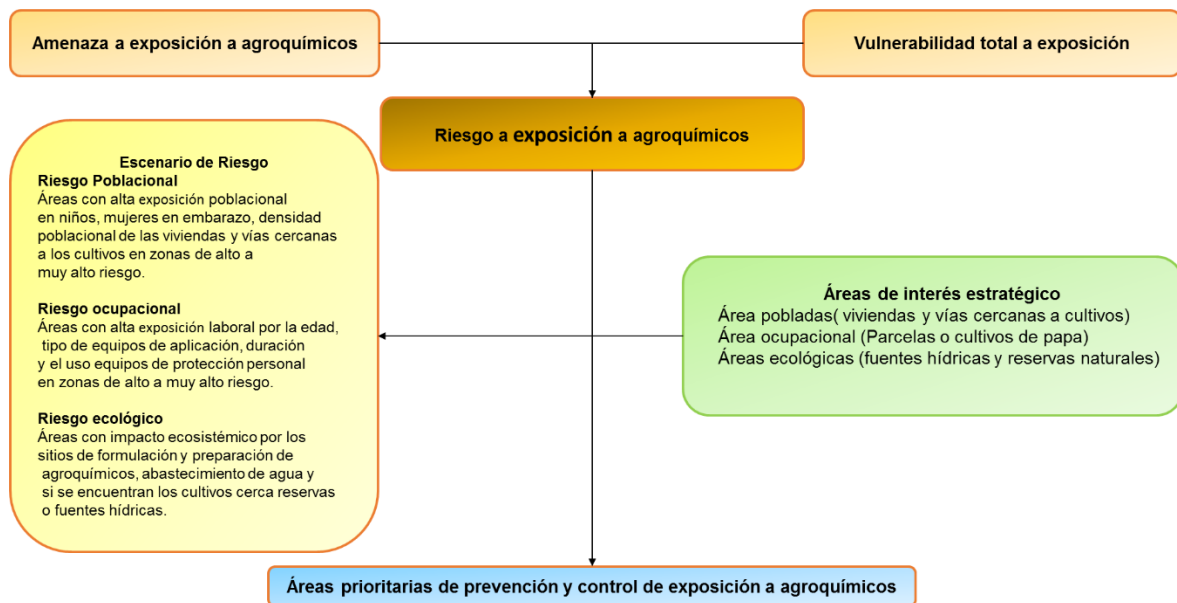 Amenaza a exposición a agroquímicos
Vulnerabilidad total a exposición
Riesgo a exposición a agroquímicos
Escenario de Riesgo
Riesgo Poblacional
Áreas con alta exposición poblacional
en niños, mujeres en embarazo, densidad
poblacional de las viviendas y vías cercanas
a los cultivos en zonas de alto a
muy alto riesgo.
Riesgo ocupacional
Áreas con alta exposición laboral por la edad,
tipo de equipos de aplicación, duración
y el uso equipos de protección personal
en zonas de alto a muy alto riesgo.
Riesgo ecológico
Áreas con impacto ecosistémico por los
sitios de formulación y preparación de
agroquímicos, abastecimiento de agua y
si se encuentran los cultivos cerca reservas
o fuentes hídricas.
Áreas de interés estratégico
Área pobladas( viviendas y vías cercanas a cultivos)
Área ocupacional (Parcelas o cultivos de papa)
Áreas ecológicas (fuentes hídricas y reservas naturales)
Áreas prioritarias de prevención y control de exposición a agroquímicos